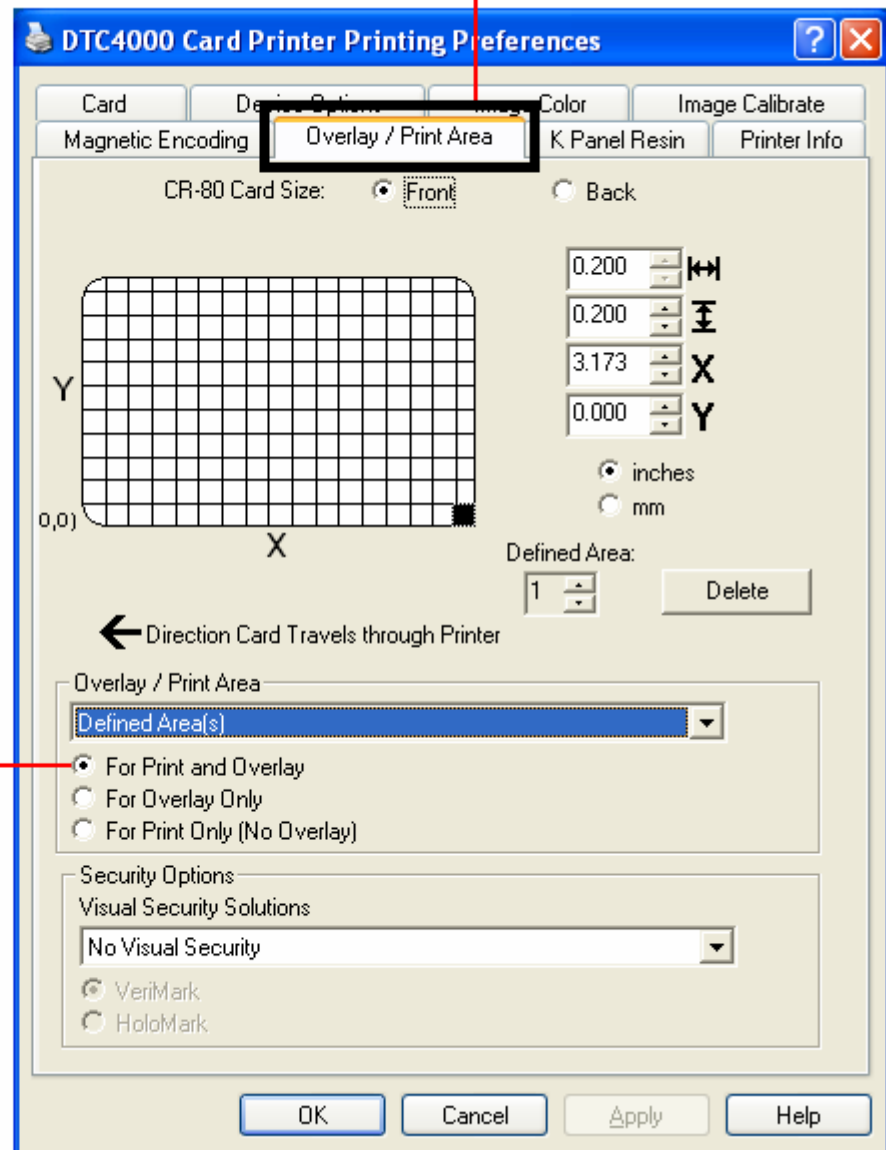 DTC4000 Card Printer Printing Preferences
Card Device Options Image Color Image Calibrate
Magnetic Encoding Overlay / Print Area K Panel Resin Printer Info
CR-80 Card Size: Front Back
0.200
0.200
3.173 X
0.000 Y
Y
inches
mm
0,0)
X
Defined Area:
1 Delete
Direction Card Travels through Printer
Overlay / Print Area
Defined Area(s)
For Print and Overlay
For Overlay Only
For Print Only (No Overlay)
Security Options
Visual Security Solutions
No Visual Security
VeriMark
HoloMark
OK Cancel Apply Help